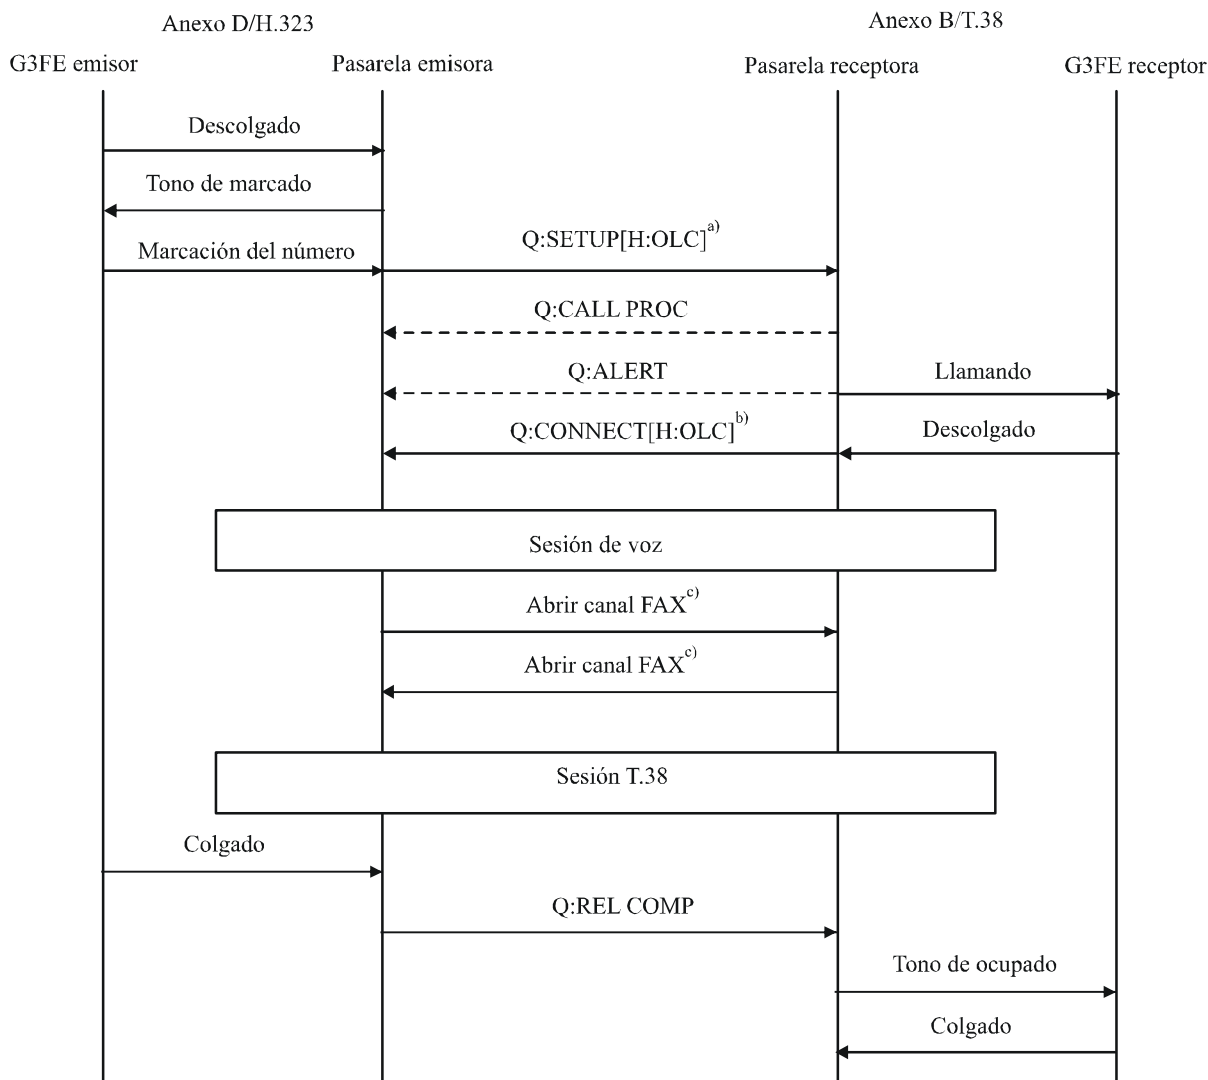 Anexo D/H.323
Anexo B/T.38
G3FE emisor
Pasarela emisora
Pasarela receptora
G3FE receptor
Descolgado
Tono de marcado
Marcación del número
Q:SETUP[H:OLC]a)
Q:CALL PROC
Q:ALERT
Llamando
Q:CONNECT[H:OLC]b)
Descolgado
Sesión de voz
Abrir canal FAXc)
Abrir canal FAXc)
Sesión T.38
Colgado
Q:REL COMP
Tono de ocupado
Colgado